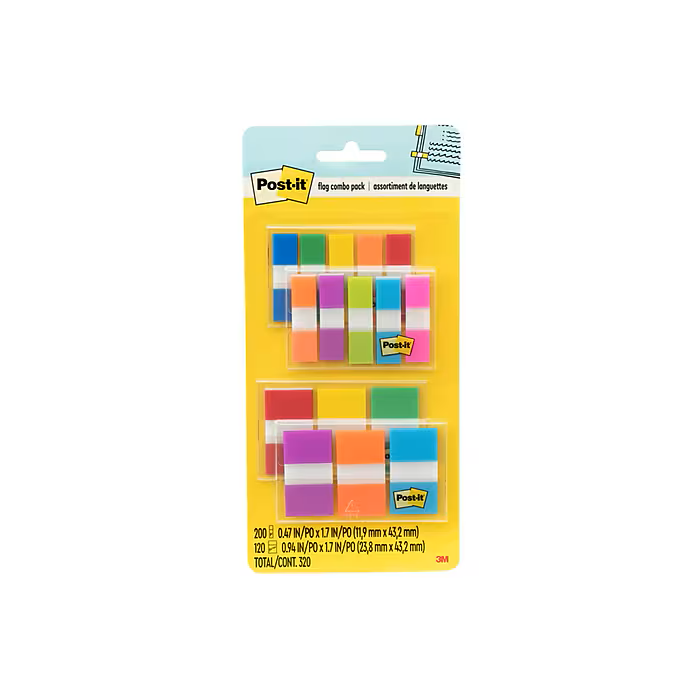 Post-it
flag combo pack | assortiment de languettes
Post-it
Post-it
200 0.47 IN/PO x 1.7 IN/PO (11,9 mm x 43,2 mm)
120 0.94 IN/PO x 1.7 IN/PO (23,8 mm x 43,2 mm)
TOTAL/CONT. 320
3M